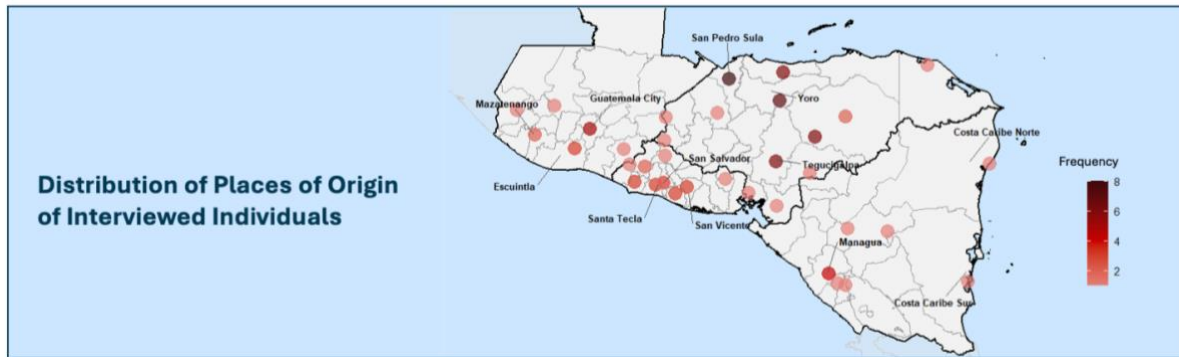 Distribution of Places of Origin
of Interviewed Individuals
San Pedro Sula
Mazatenango
Guatemala City
Yoro
Costa Caribe Norte
San Salvador
Tegucigalpa
Escuintla
Santa Tecla
San Vicente
Managua
Costa Caribe Sur
Frequency
8
6
4
2